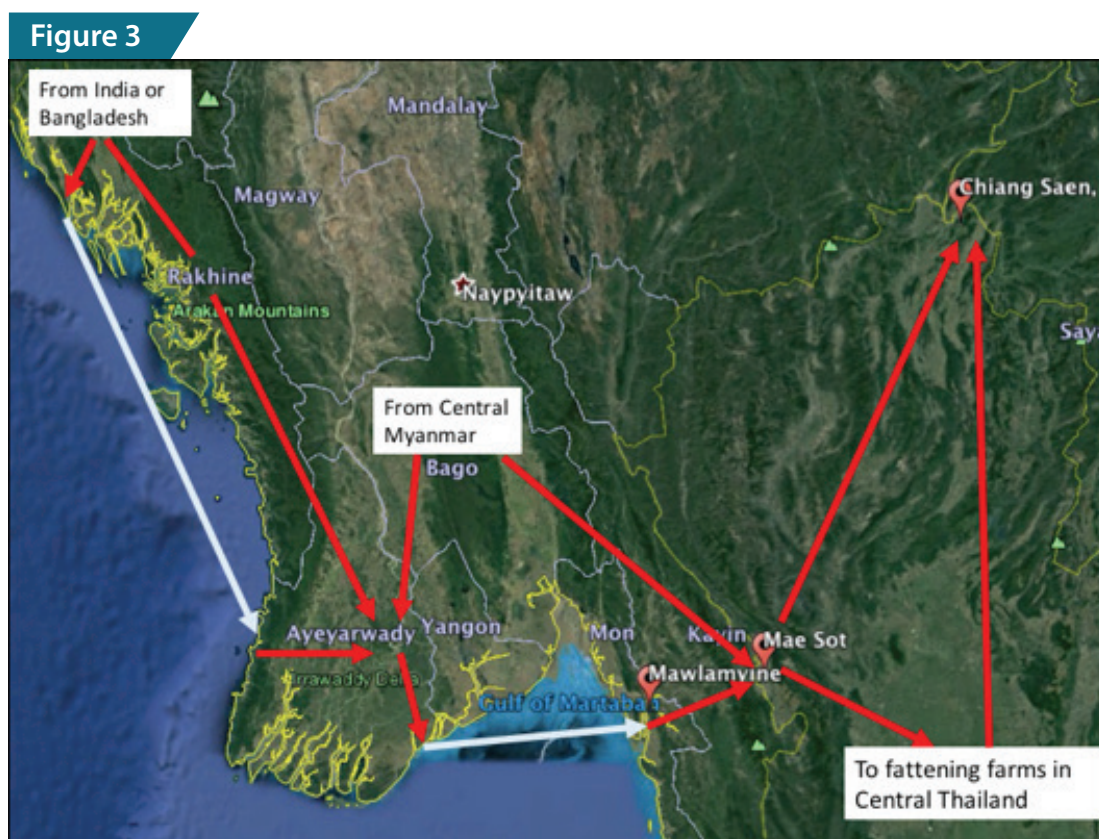 Figure 3
From India or
Bangladesh
Mandalay
Magway
Chiang Saen,
Rakhine
Arakan Mountains
Naypyitaw
Saya
From Central
Myanmar
Bago
Ayeyarwady
Yangon
Mon
Kayin
Mae Sot
Irrawaddy Delta
Mawlamyine
Gulf of Martaban
To fattening farms in
Central Thailand